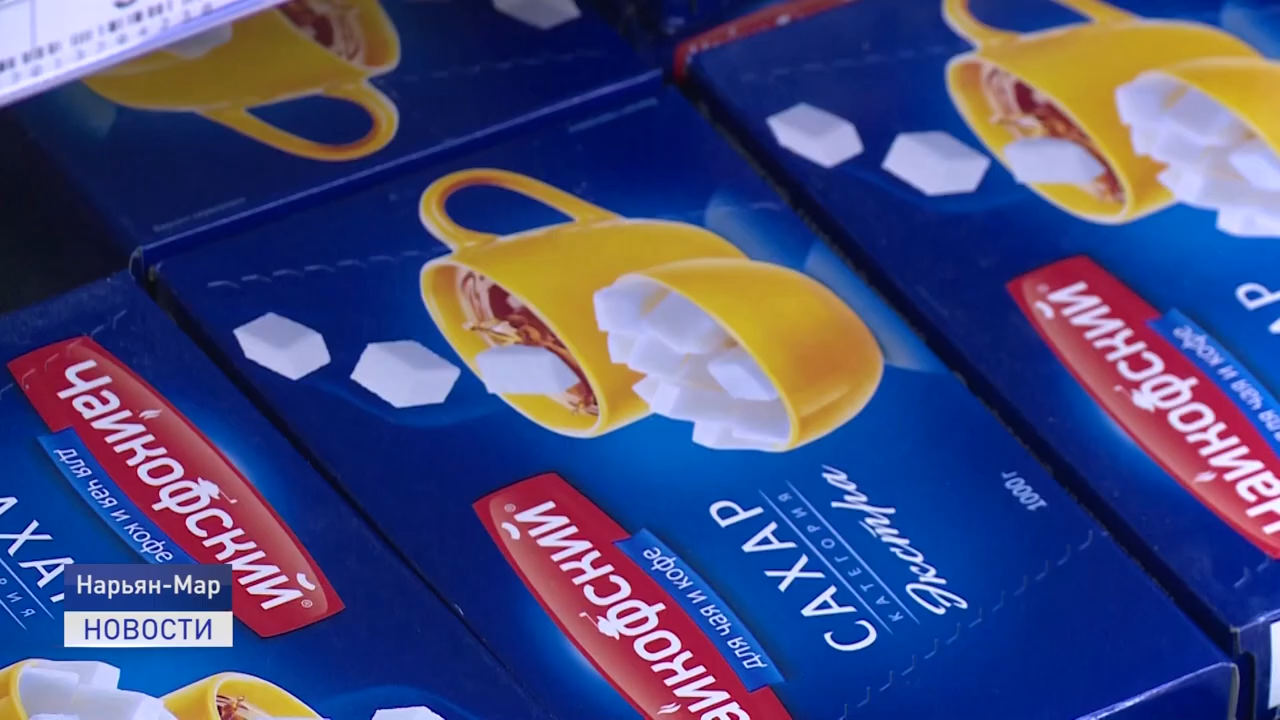 Чайкофский®
для чая и кофе
Чайкофский®
для чая и кофе
САХАР
КАТЕГОРИЯ
Экстра
1000г
Чайкофский®
для чая и кофе
Нарьян-Мар
НОВОСТИ